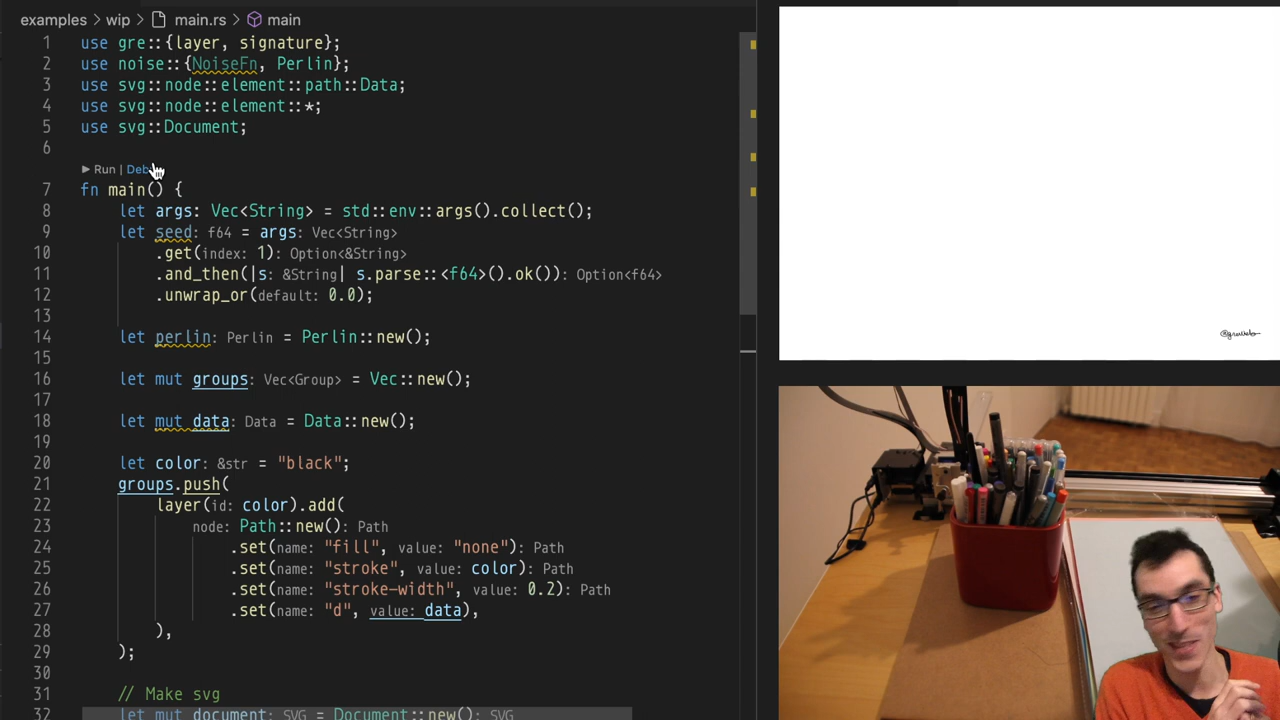 examples > wip > main.rs > main
1 use gre::{layer, signature};
2 use noise::{NoiseFn, Perlin};
3 use svg::node::element::path::Data;
4 use svg::node::element::*;
5 use svg::Document;
6
▶ Run | Deb
7 fn main() {
8 let args: Vec<String> = std::env::args().collect();
9 let seed: f64 = args: Vec<String>
10 .get(index: 1): Option<&String>
11 .and_then(|s: &String| s.parse::<f64>().ok()): Option<f64>
12 .unwrap_or(default: 0.0);
13
14 let perlin: Perlin = Perlin::new();
15
16 let mut groups: Vec<Group> = Vec::new();
17
18 let mut data: Data = Data::new();
19
20 let color: &str = "black";
21 groups.push(
22 layer(id: color).add(
23 node: Path::new(): Path
24 .set(name: "fill", value: "none"): Path
25 .set(name: "stroke", value: color): Path
26 .set(name: "stroke-width", value: 0.2): Path
27 .set(name: "d", value: data),
28 ),
29 );
30
31 // Make svg
32 let mut document: SVG = Document::new(): SVG